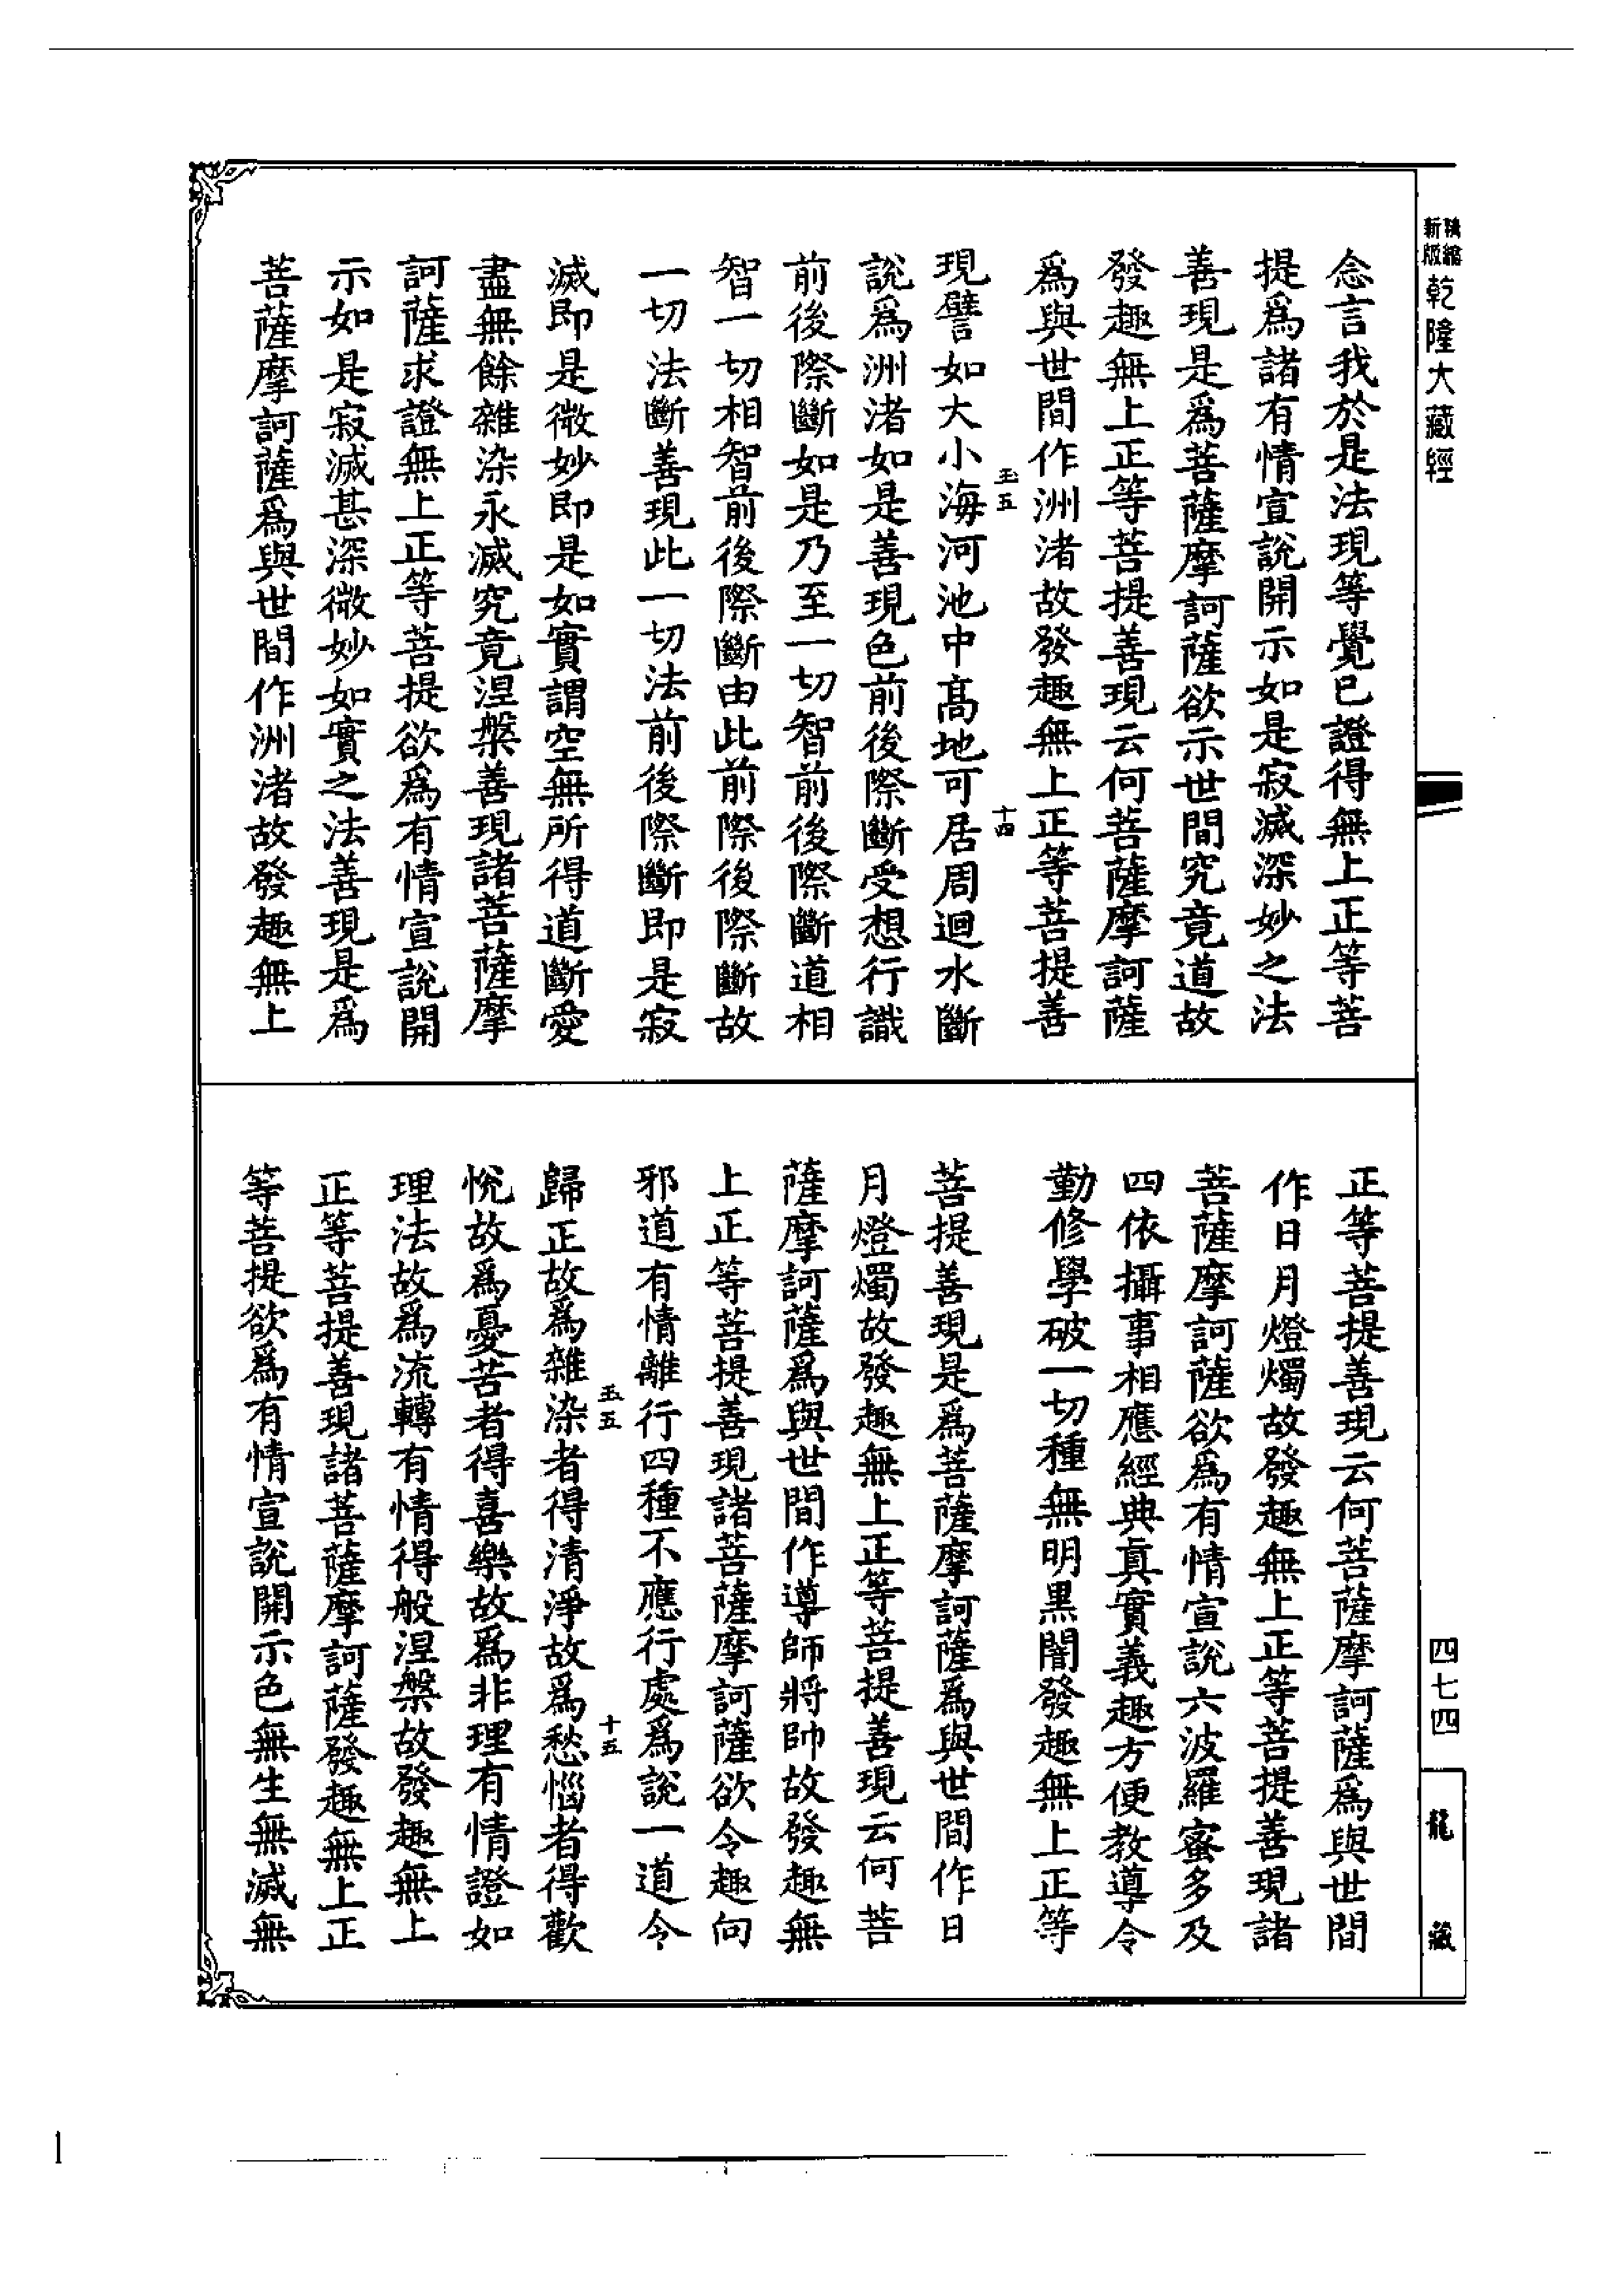 新版精縮乾隆大藏經
念言我於是法現等覺已證得無上正等菩
提爲諸有情宣說開示如是寂滅深妙之法
善現是爲菩薩摩訶薩欲示世間究竟道故
發趣無上正等菩提善現云何菩薩摩訶薩
爲與世間作洲渚故發趣無上正等菩提善
五五 十四
現譬如大小海河池中高地可居周迴水斷
說爲洲渚如是善現色前後際斷受想行識
前後際斷如是乃至一切智前後際斷道相
智一切相智前後際斷由此前際後際斷故
一切法斷善現此一切法前後際斷即是寂
滅即是微妙即是如實謂空無所得道斷愛
盡無餘雜染永滅究竟涅槃善現諸菩薩摩
訶薩求證無上正等菩提欲爲有情宣說開
示如是寂滅甚深微妙如實之法善現是爲
菩薩摩訶薩爲與世間作洲渚故發趣無上
正等菩提善現云何菩薩摩訶薩爲與世間
作日月燈燭故發趣無上正等菩提善現諸
菩薩摩訶薩欲爲有情宣說六波羅蜜多及
四依攝事相應經典真實義趣方便教導令
勤修學破一切種無明黑闇發趣無上正等
菩提善現是爲菩薩摩訶薩爲與世間作日
月燈燭故發趣無上正等菩提善現云何菩
薩摩訶薩爲與世間作導師將帥故發趣無
上正等菩提善現諸菩薩摩訶薩欲令趣向
邪道有情離行四種不應行處爲說一道令
五五 十五
歸正故爲雜染者得清淨故爲愁惱者得歡
悅故爲憂苦者得喜樂故爲非理有情證如
理法故爲流轉有情得般涅槃故發趣無上
正等菩提善現諸菩薩摩訶薩發趣無上正
等菩提欲爲有情宣說開示色無生無滅無
四七四
龍藏